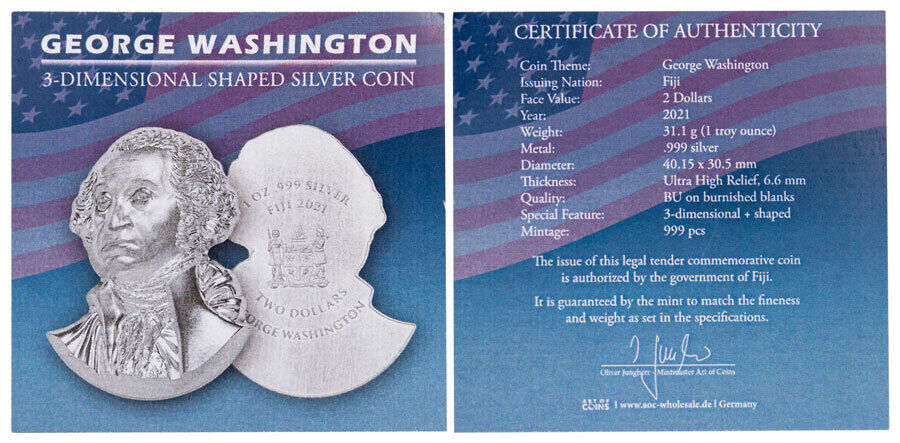 GEORGE WASHINGTON
3-DIMENSIONAL SHAPED SILVER COIN
1 OZ 999 SILVER
FIJI 2021
TWO DOLLARS
ORGE WASHINGTON
CERTIFICATE OF AUTHENTICITY
Coin Theme: George Washington
Issuing Nation: Fiji
Face Value: 2 Dollars
Year: 2021
Weight: 31.1 g (1 troy ounce)
Metal: .999 silver
Diameter: 40.15 x 30.5 mm
Thickness: Ultra High Relief, 6.6 mm
Quality: BU on burnished blanks
Special Feature: 3-dimensional + shaped
Mintage: 999 pcs
The issue of this legal tender commemorative coin
is authorized by the government of Fiji.
It is guaranteed by the mint to match the fineness
and weight as set in the specifications.
Oliver Jungherr - Mintmaster Art of Coins
ART OF
COINS | www.aoc-wholesale.de | Germany